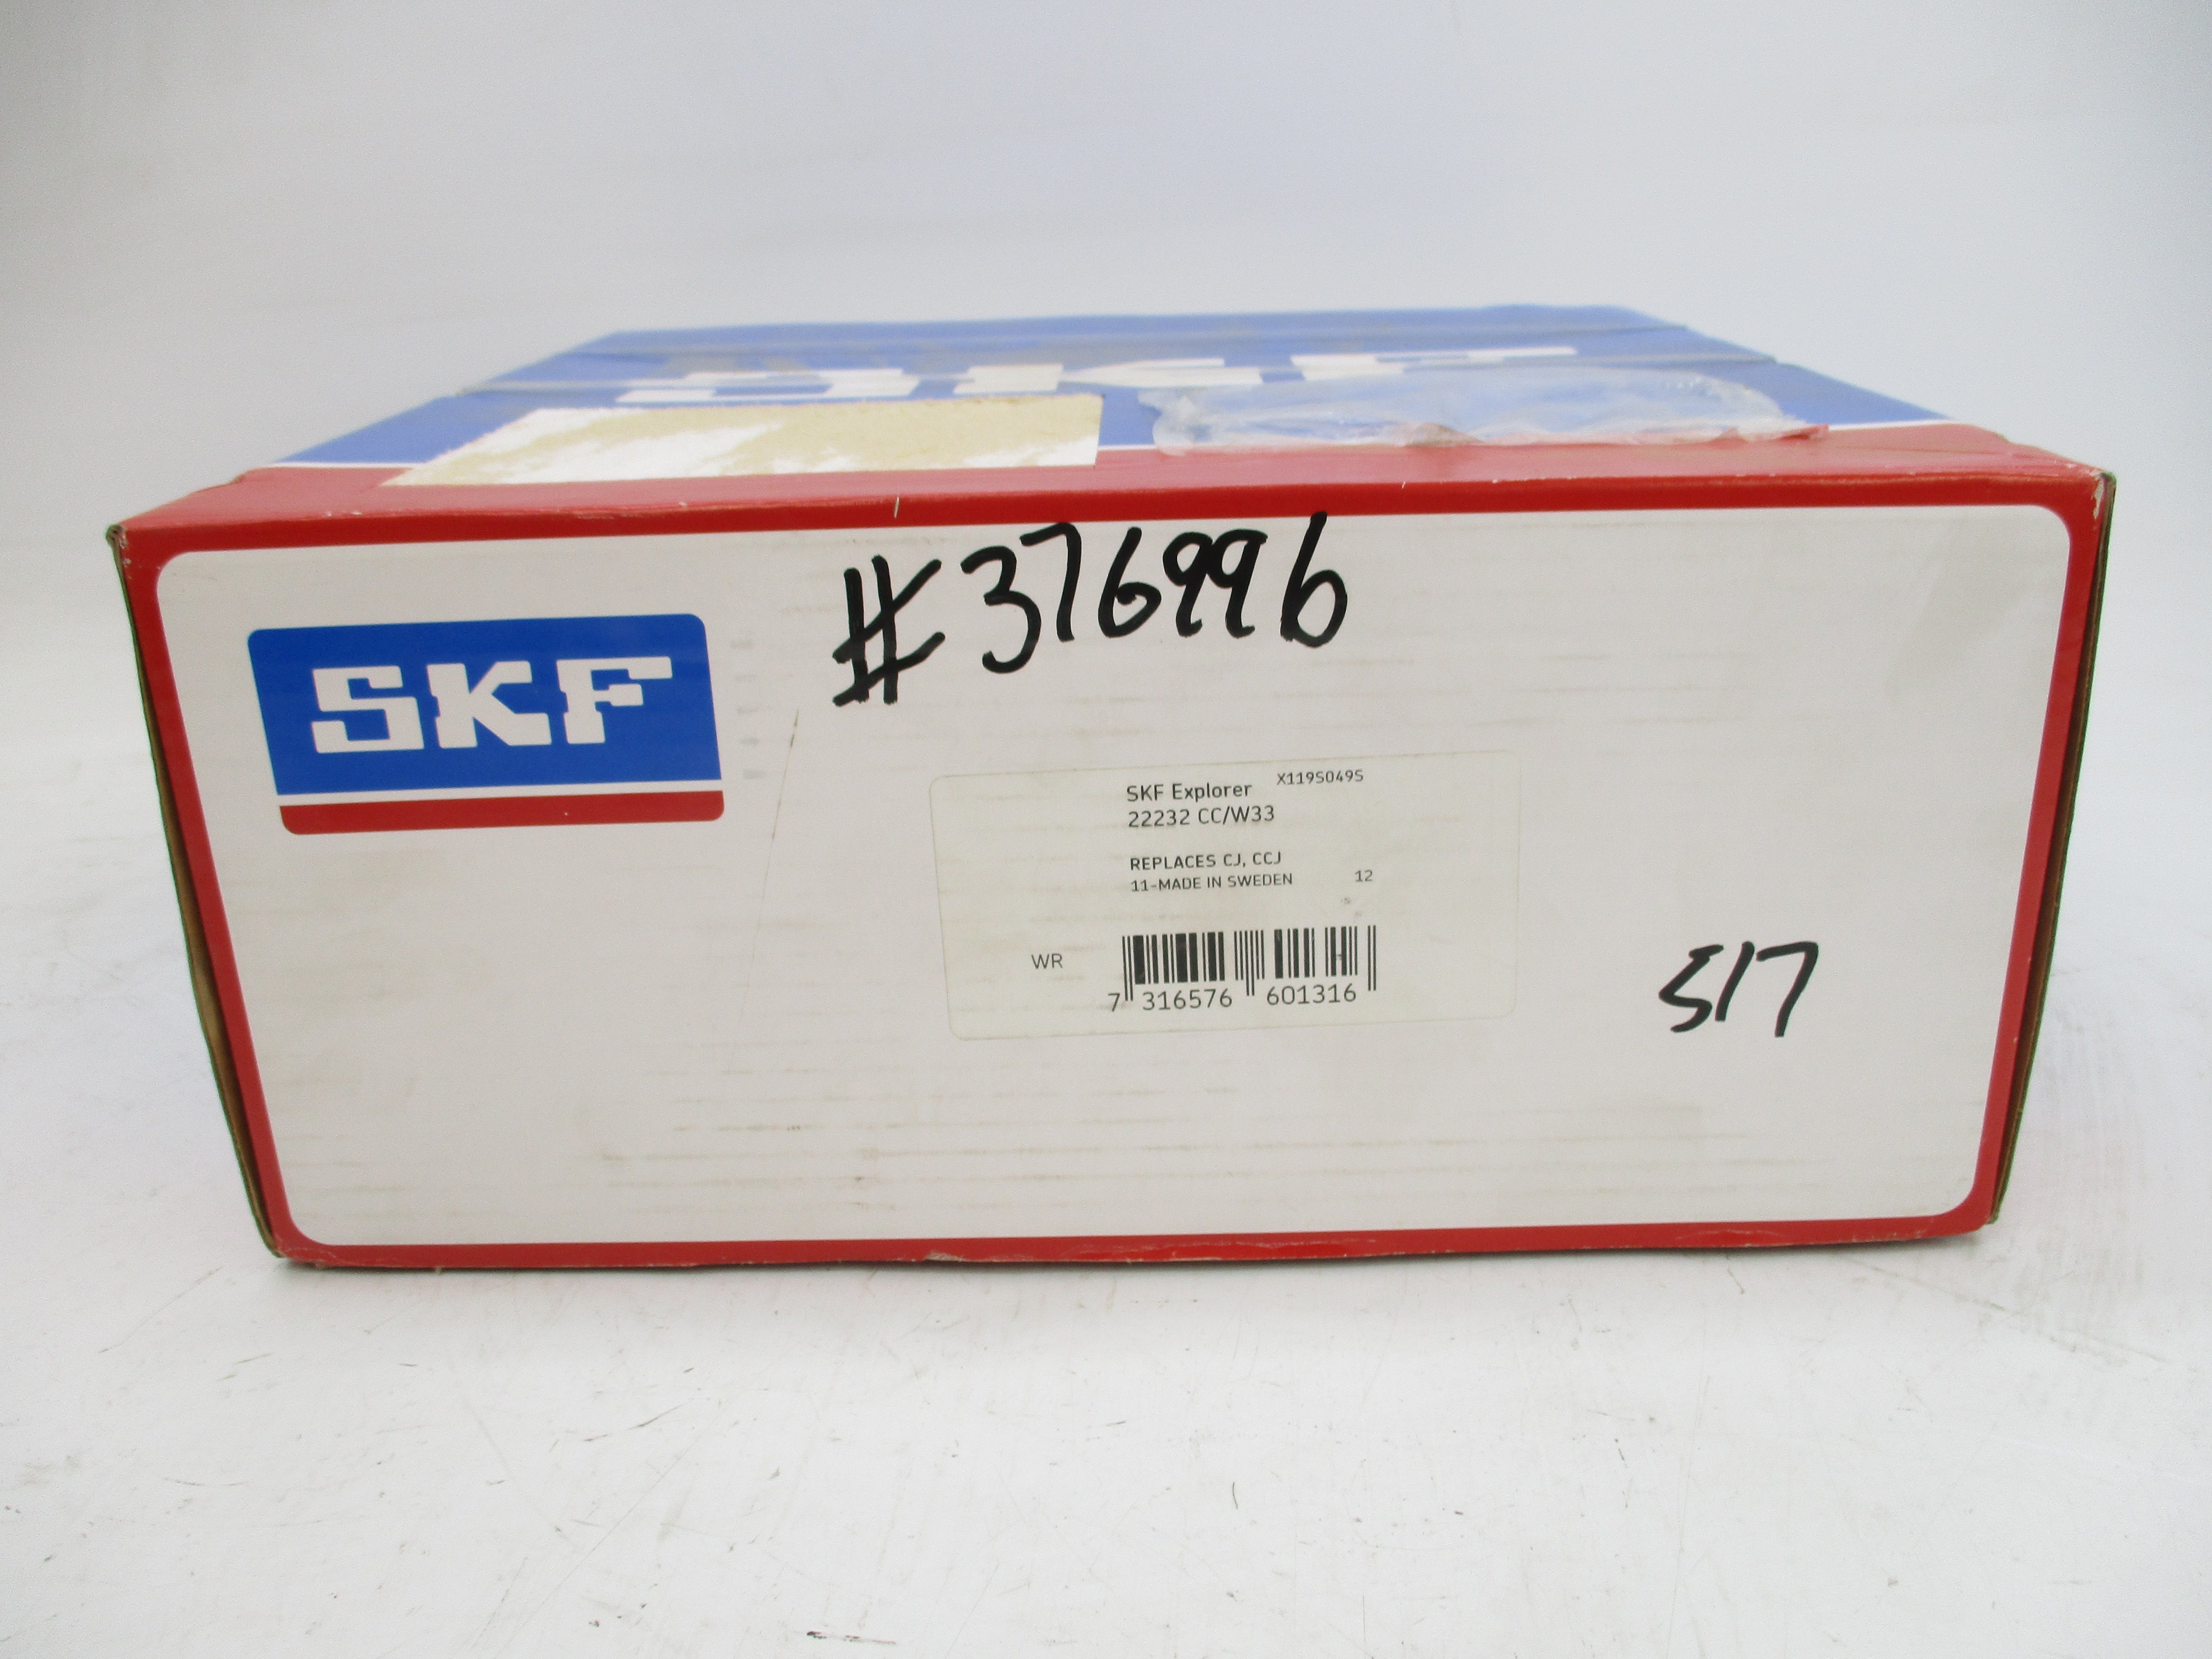 SKF
#376996
SKF
SKF Explorer X119S049S
22232 CC/W33
REPLACES CJ, CCJ
11-MADE IN SWEDEN 12
WR
7 316576 601316
517